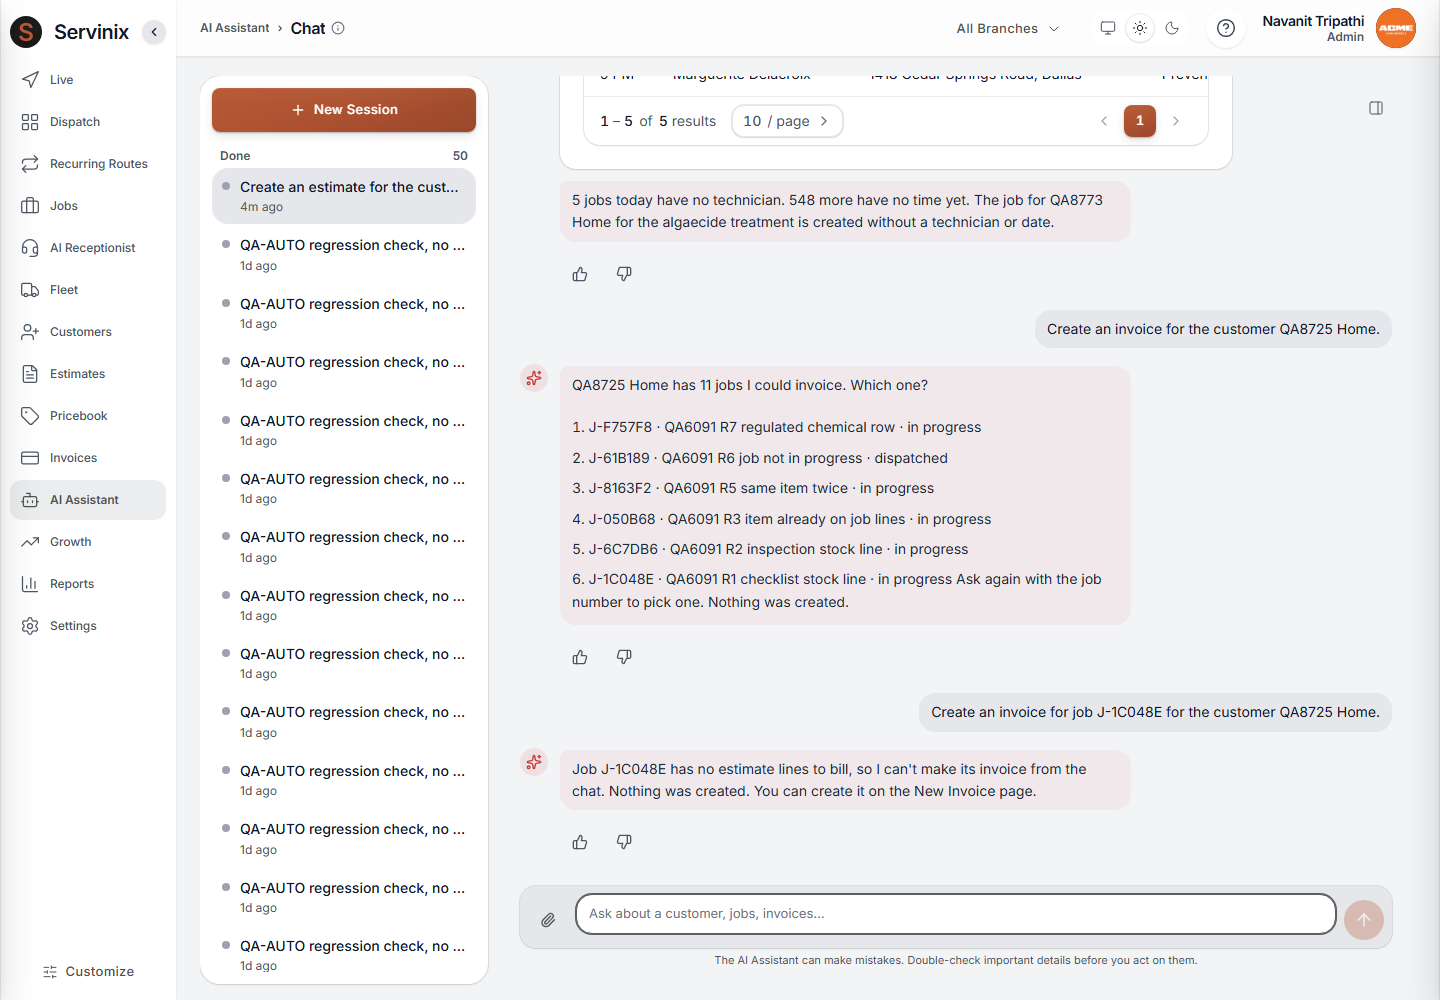 Servinix
Live
Dispatch
Recurring Routes
Jobs
AI Receptionist
Fleet
Customers
Estimates
Pricebook
Invoices
AI Assistant
Growth
Reports
Settings
Customize
AI Assistant › Chat
All Branches
Navanit Tripathi
Admin
ACME
+ New Session
Done 50
Create an estimate for the cust...
4m ago
QA-AUTO regression check, no ...
1d ago
QA-AUTO regression check, no ...
1d ago
QA-AUTO regression check, no ...
1d ago
QA-AUTO regression check, no ...
1d ago
QA-AUTO regression check, no ...
1d ago
QA-AUTO regression check, no ...
1d ago
QA-AUTO regression check, no ...
1d ago
QA-AUTO regression check, no ...
1d ago
QA-AUTO regression check, no ...
1d ago
QA-AUTO regression check, no ...
1d ago
QA-AUTO regression check, no ...
1d ago
QA-AUTO regression check, no ...
1d ago
QA-AUTO regression check, no ...
1d ago
1 – 5 of 5 results 10 / page 1
5 jobs today have no technician. 548 more have no time yet. The job for QA8773
Home for the algaecide treatment is created without a technician or date.
Create an invoice for the customer QA8725 Home.
QA8725 Home has 11 jobs I could invoice. Which one?
1. J-F757F8 · QA6091 R7 regulated chemical row · in progress
2. J-61B189 · QA6091 R6 job not in progress · dispatched
3. J-8163F2 · QA6091 R5 same item twice · in progress
4. J-050B68 · QA6091 R3 item already on job lines · in progress
5. J-6C7DB6 · QA6091 R2 inspection stock line · in progress
6. J-1C048E · QA6091 R1 checklist stock line · in progress Ask again with the job
number to pick one. Nothing was created.
Create an invoice for job J-1C048E for the customer QA8725 Home.
Job J-1C048E has no estimate lines to bill, so I can't make its invoice from the
chat. Nothing was created. You can create it on the New Invoice page.
Ask about a customer, jobs, invoices...
The AI Assistant can make mistakes. Double-check important details before you act on them.